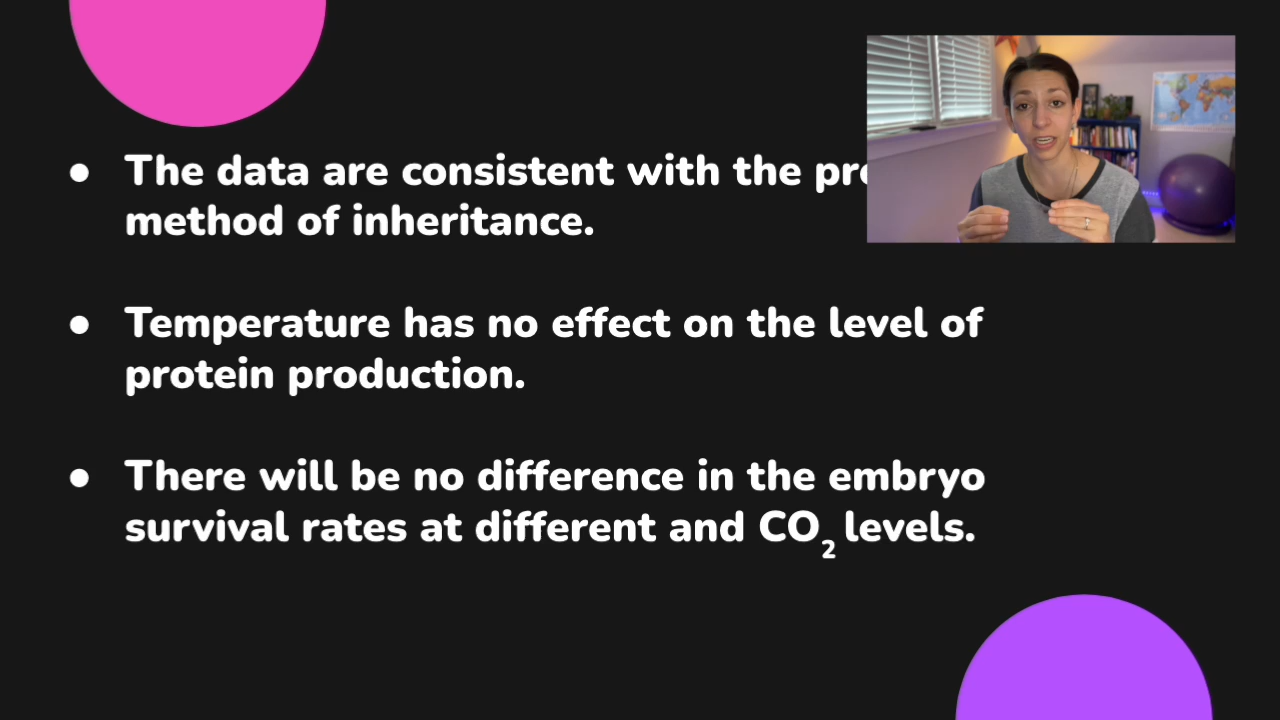 The data are consistent with the
method of inheritance.
Temperature has no effect on the level of
protein production.
There will be no difference in the embryo
survival rates at different and CO₂ levels.